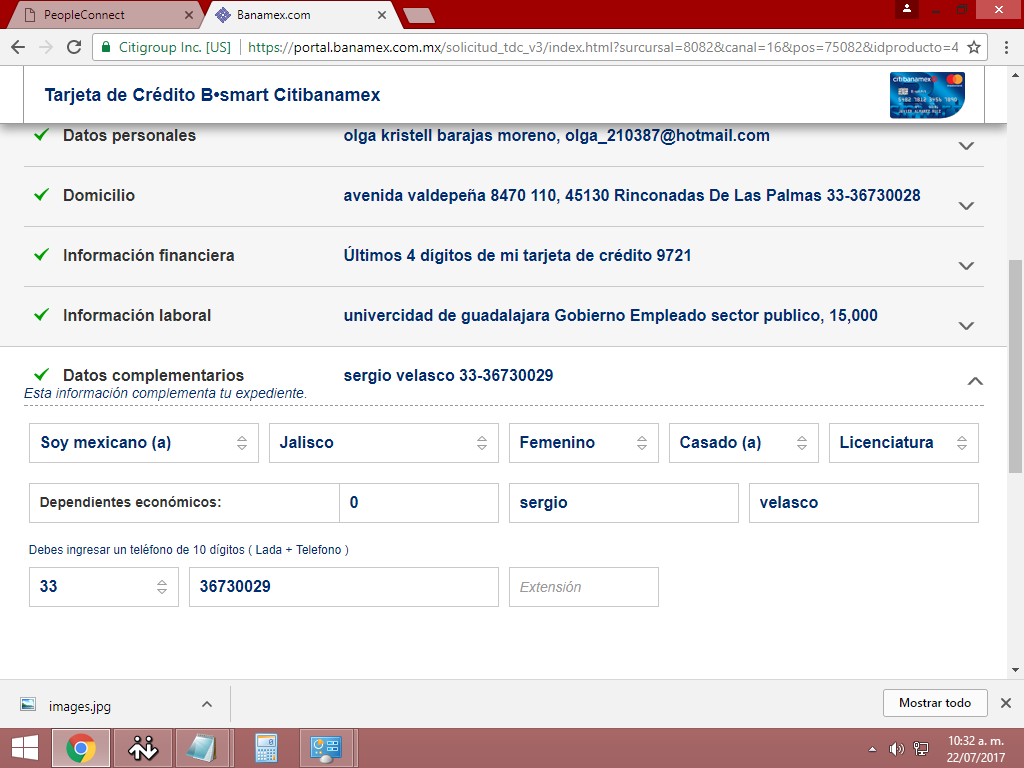 PeopleConnect
Banamex.com
Citigroup Inc. [US]
https://portal.banamex.com.mx/solicitud_tdc_v3/index.html?surcursal=8082&canal=16&pos=75082&idproducto=4
Tarjeta de Crédito B•smart Citibanamex
citibanamex
Datos personales
olga kristell barajas moreno, olga_210387@hotmail.com
Domicilio
avenida valdepeña 8470 110, 45130 Rinconadas De Las Palmas 33-36730028
Información financiera
Últimos 4 dígitos de mi tarjeta de crédito 9721
Información laboral
univercidad de guadalajara Gobierno Empleado sector publico, 15,000
Datos complementarios
sergio velasco 33-36730029
Esta información complementa tu expediente.
Soy mexicano (a)
Jalisco
Femenino
Casado (a)
Licenciatura
Dependientes económicos:
0
sergio
velasco
Debes ingresar un teléfono de 10 dígitos ( Lada + Telefono )
33
36730029
Extensión
images.jpg
Mostrar todo
10:32 a. m.
22/07/2017